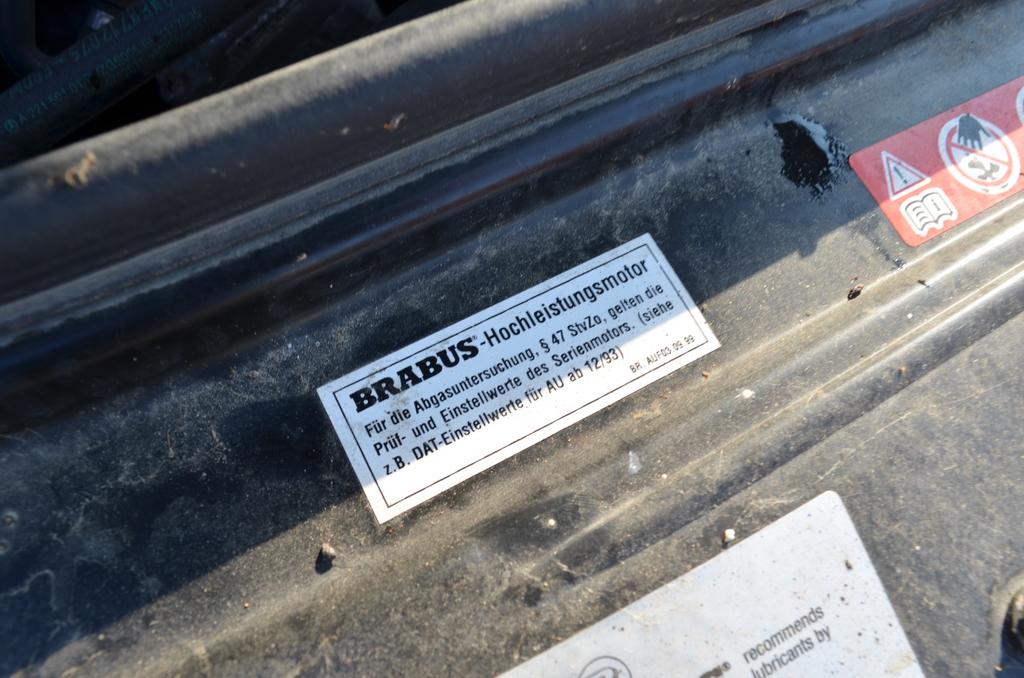 BRABUS®-Hochleistungsmotor
Für die Abgasuntersuchung, § 47 StvZo, gelten die
Prüf- und Einstellwerte des Serienmotors. (siehe
z.B. DAT-Einstellwerte für AU ab 12/93)
BR. AUF03.09.99
recommends
lubricants by